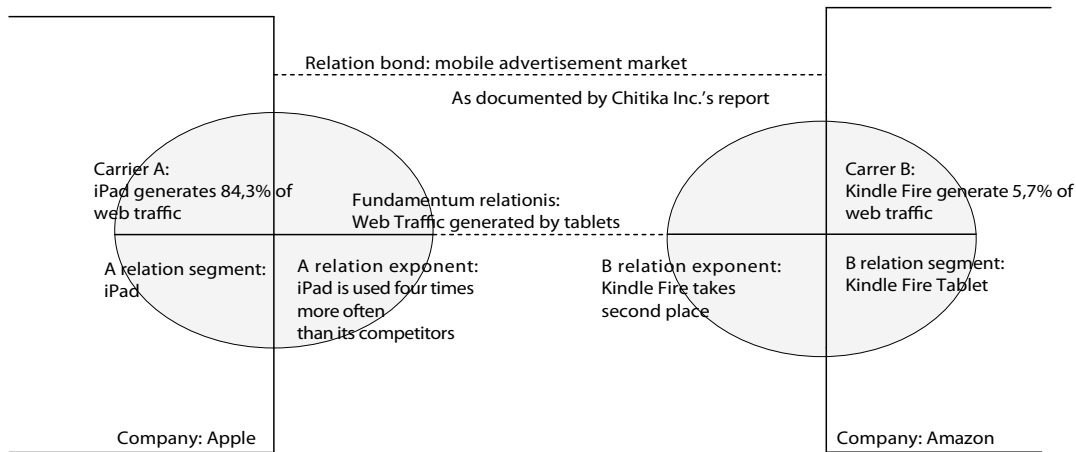 Relation bond: mobile advertisement market
As documented by Chitika Inc.'s report
Carrier A:
iPad generates 84,3% of
web traffic
Fundamentum relationis:
Web Traffic generated by tablets
Carrer B:
Kindle Fire generate 5,7% of
web traffic
A relation segment:
iPad
A relation exponent:
iPad is used four times
more often
than its competitors
B relation exponent:
Kindle Fire takes
second place
B relation segment:
Kindle Fire Tablet
Company: Apple
Company: Amazon